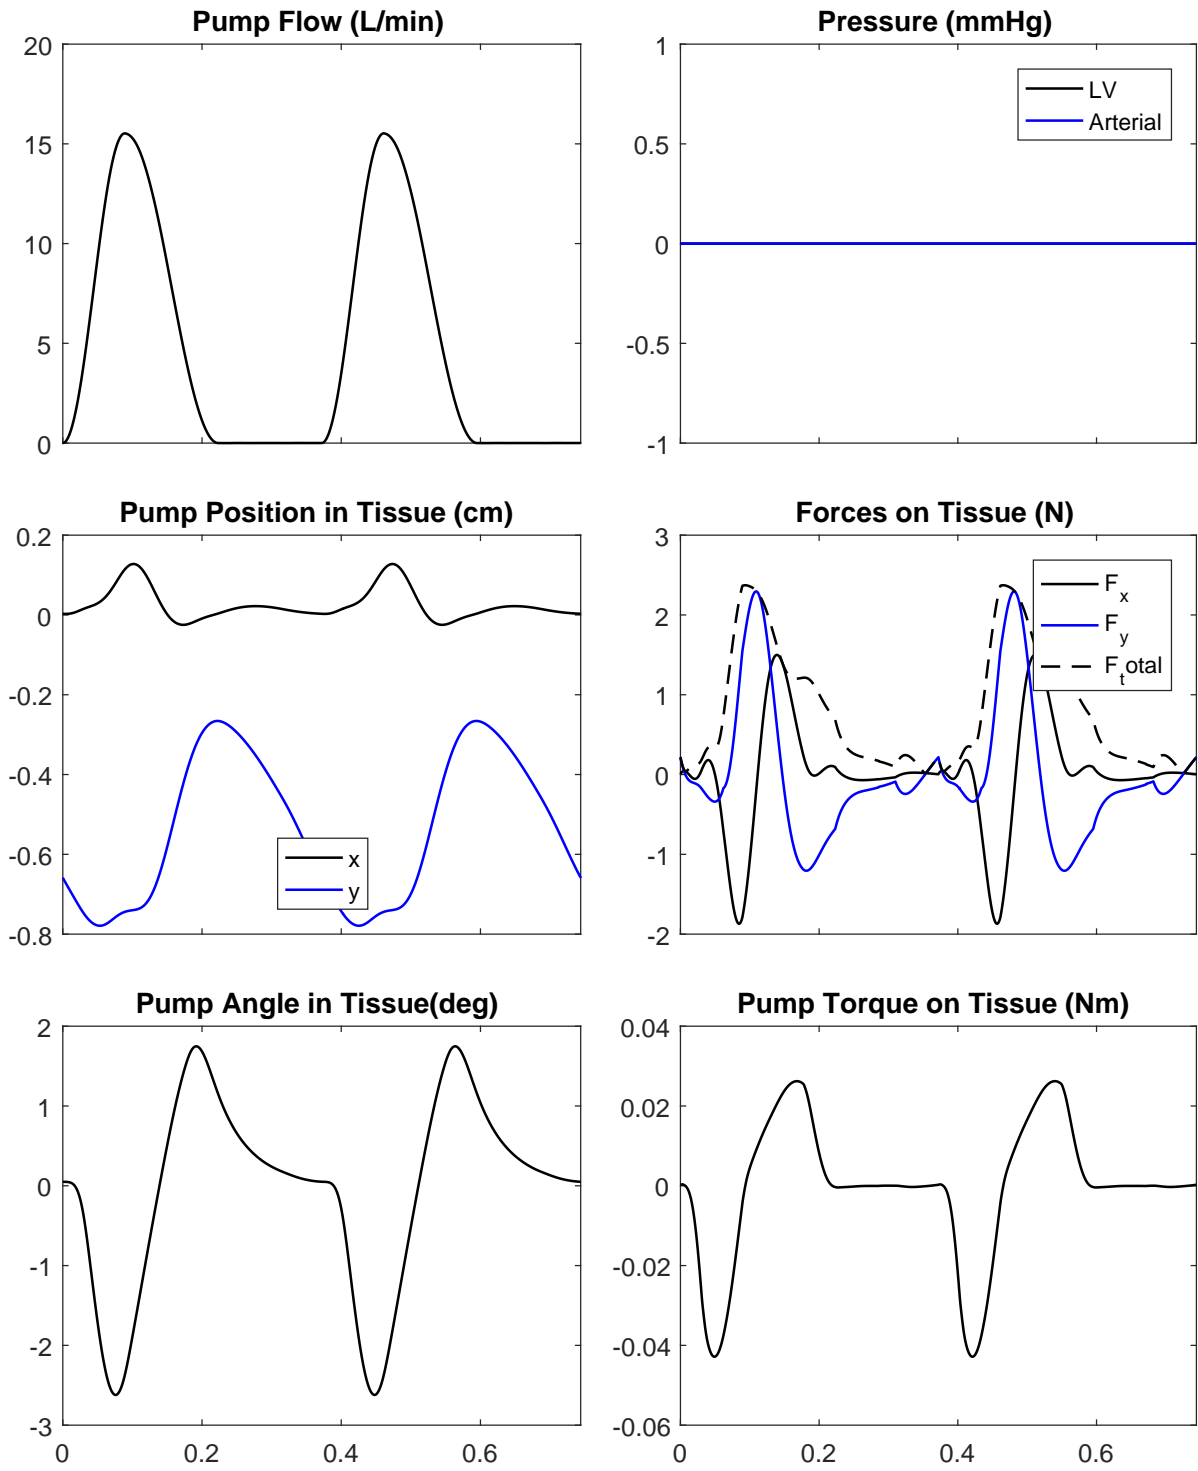 Pump Flow (L/min)
20
15
10
5
0
Pressure (mmHg)
1
0.5
0
-0.5
-1
LV
Arterial
Pump Position in Tissue (cm)
0.2
0
-0.2
-0.4
-0.6
-0.8
x
y
Forces on Tissue (N)
3
2
1
0
-1
-2
F_x
F_y
F_total
Pump Angle in Tissue(deg)
2
1
0
-1
-2
-3
0 0.2 0.4 0.6
Pump Torque on Tissue (Nm)
0.04
0.02
0
-0.02
-0.04
-0.06
0 0.2 0.4 0.6